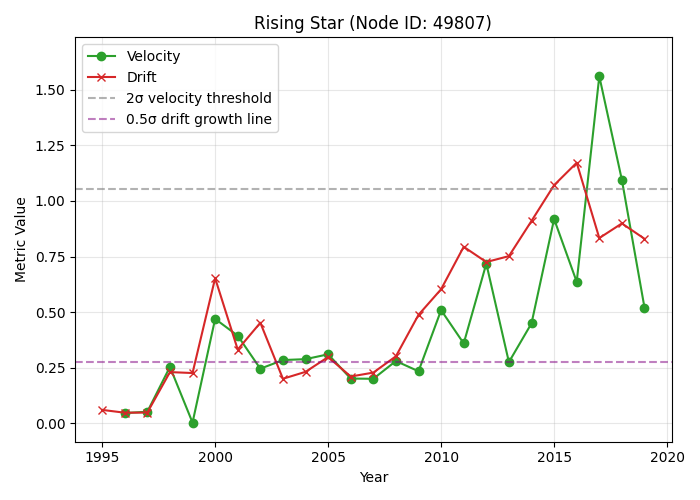 Rising Star (Node ID: 49807)
Velocity
Drift
2σ velocity threshold
0.5σ drift growth line
Metric Value
1.50
1.25
1.00
0.75
0.50
0.25
0.00
1995 2000 2005 2010 2015 2020
Year